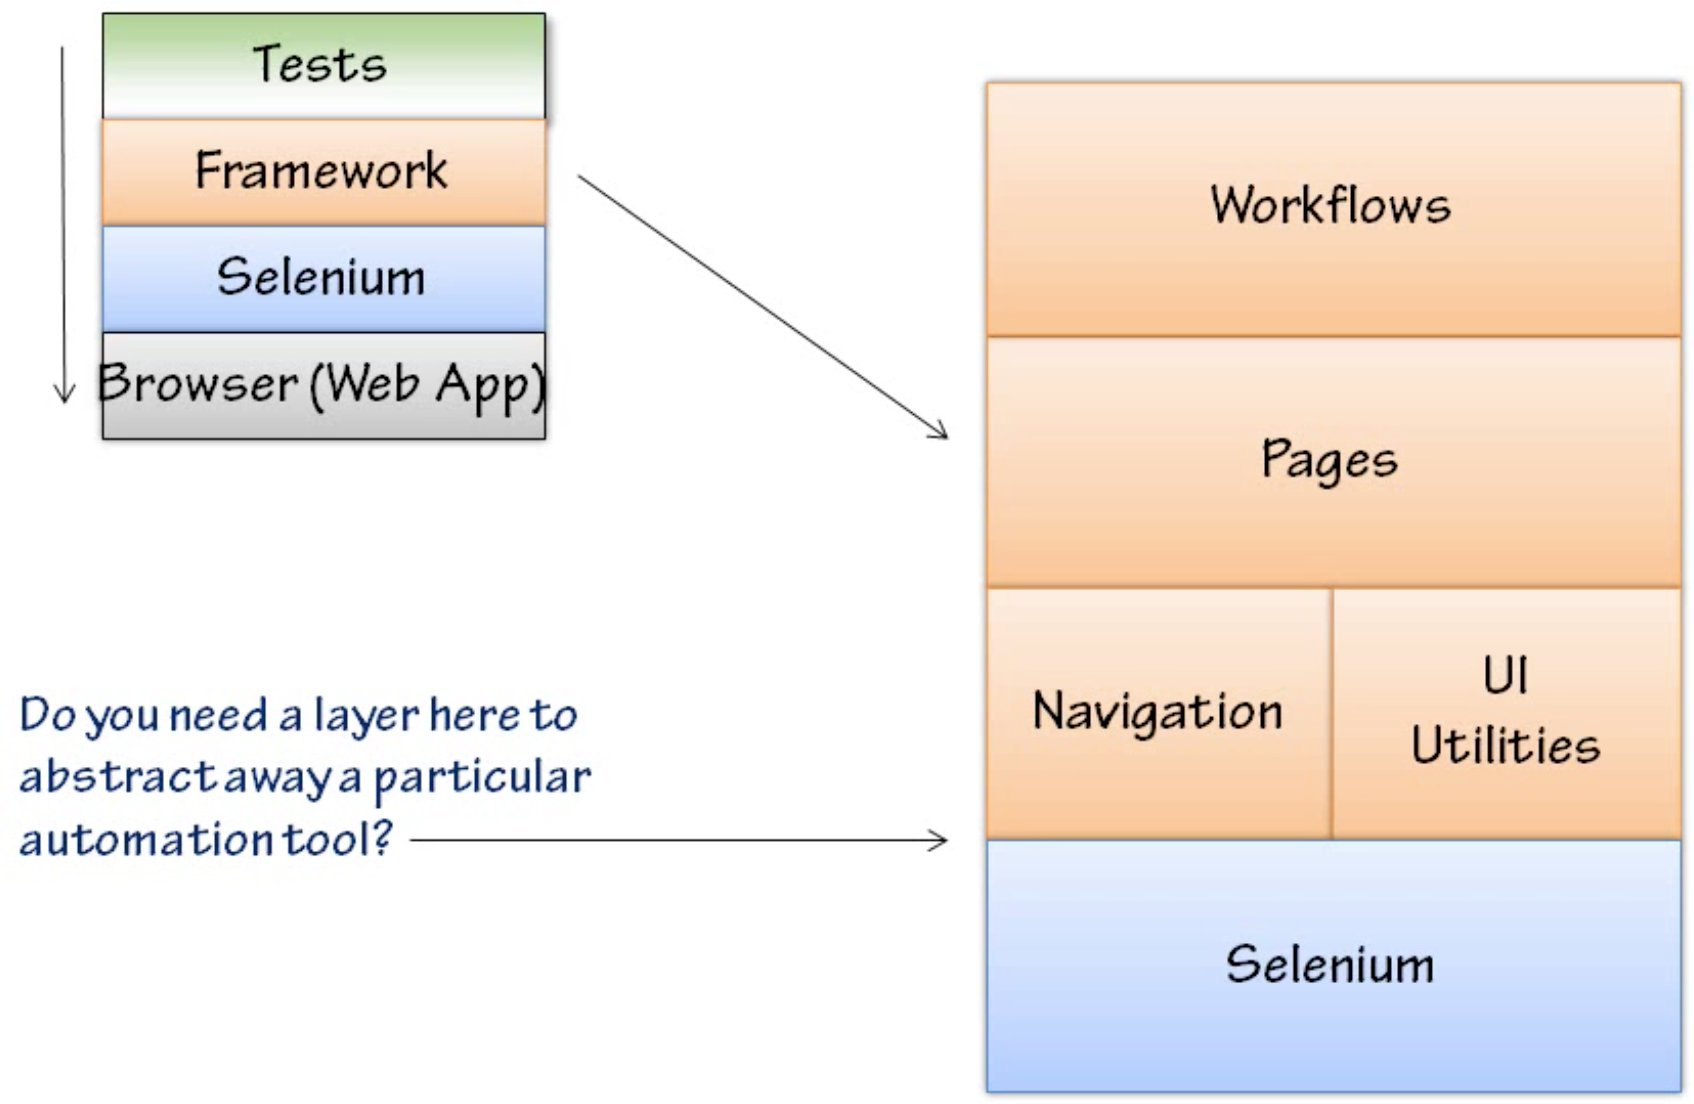 Tests
Framework
Selenium
Browser (Web App)
Do you need a layer here to
abstract away a particular
automation tool?
Workflows
Pages
Navigation
UI
Utilities
Selenium